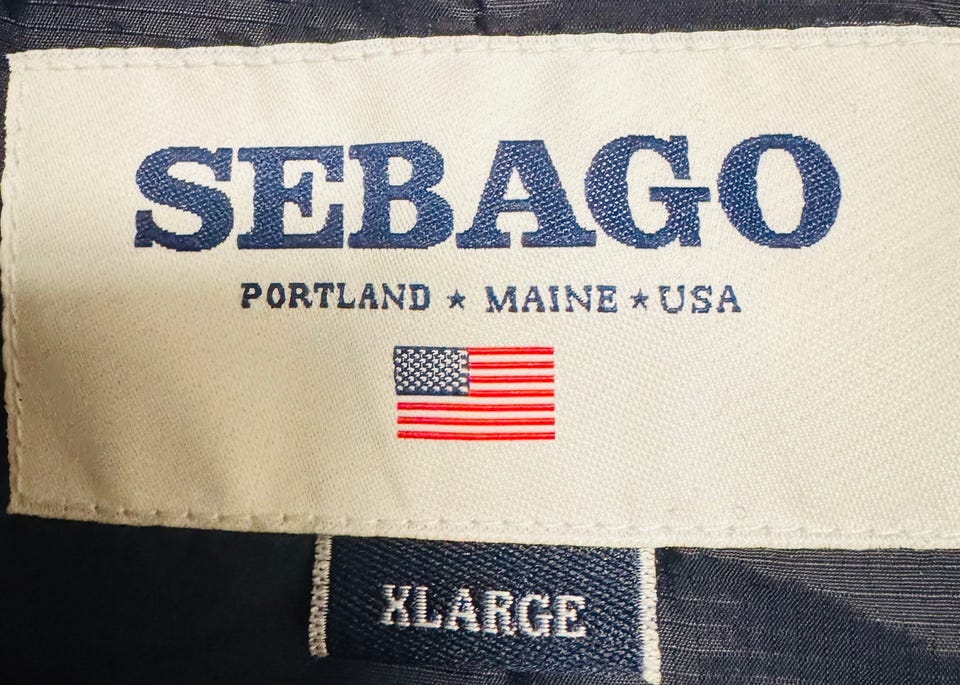 SEBAGO
PORTLAND ★ MAINE ★ USA
XLARGE